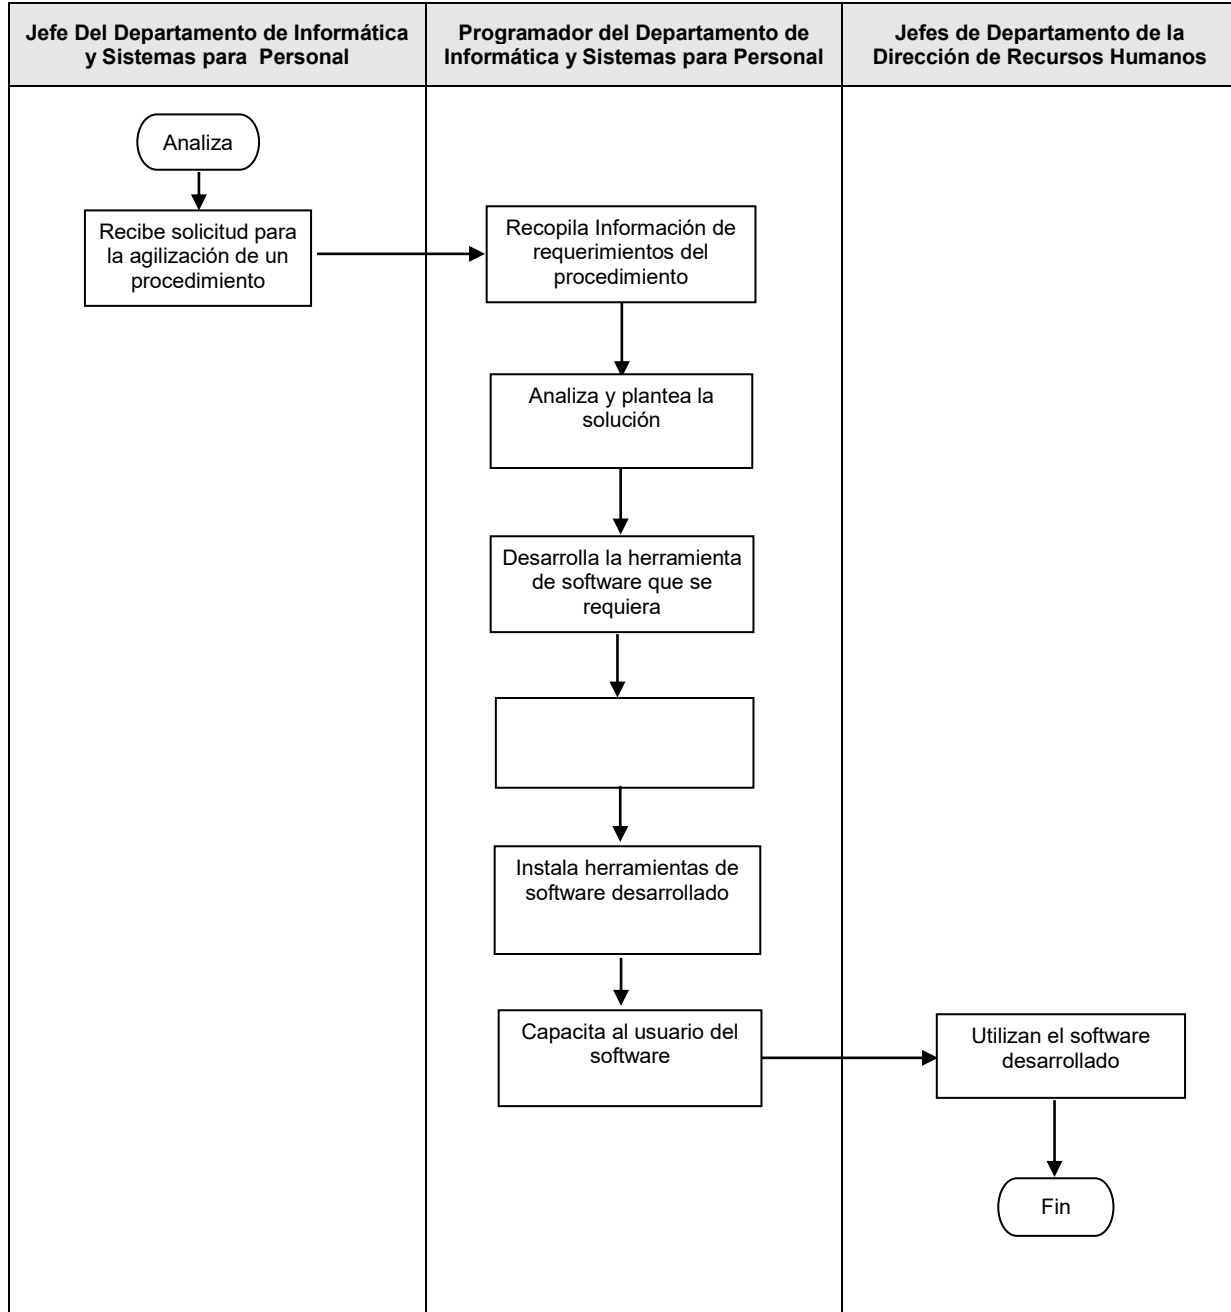 Jefe Del Departamento de Informática
y Sistemas para  Personal
Programador del Departamento de
Informática y Sistemas para Personal
Jefes de Departamento de la
Dirección de Recursos Humanos
Analiza
Recibe solicitud para
la agilización de un
procedimiento
Recopila Información de
requerimientos del
procedimiento
Analiza y plantea la
solución
Desarrolla la herramienta
de software que se
requiera
Instala herramientas de
software desarrollado
Capacita al usuario del
software
Utilizan el software
desarrollado
Fin